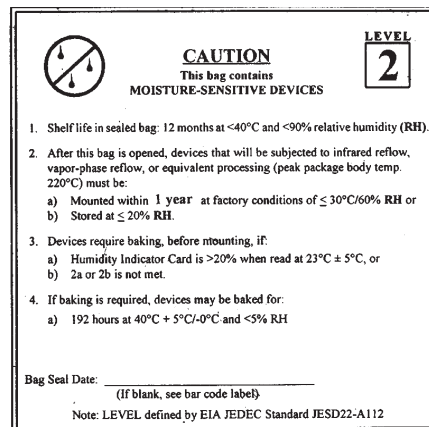 LEVEL
2
CAUTION
This bag contains
MOISTURE-SENSITIVE DEVICES
1. Shelf life in sealed bag: 12 months at <40°C and <90% relative humidity (RH).
2. After this bag is opened, devices that will be subjected to infrared reflow,
vapor-phase reflow, or equivalent processing (peak package body temp.
220°C) must be:
a) Mounted within 1 year at factory conditions of ≤ 30°C/60% RH or
b) Stored at ≤ 20% RH.
3. Devices require baking, before mounting, if:
a) Humidity Indicator Card is >20% when read at 23°C ± 5°C, or
b) 2a or 2b is not met.
4. If baking is required, devices may be baked for:
a) 192 hours at 40°C + 5°C/-0°C and <5% RH
Bag Seal Date:
(If blank, see bar code label)
Note: LEVEL defined by EIA JEDEC Standard JESD22-A112